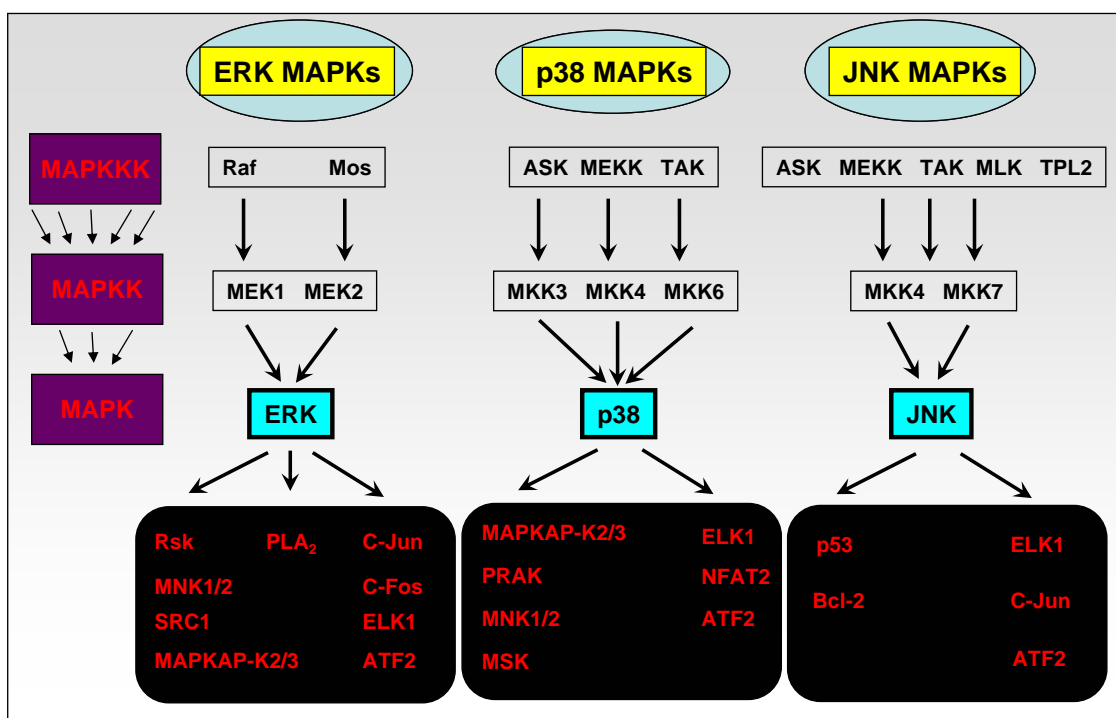 ERK MAPKs p38 MAPKs JNK MAPKs
MAPKKK Raf Mos ASK MEKK TAK ASK MEKK TAK MLK TPL2
MAPKK MEK1 MEK2 MKK3 MKK4 MKK6 MKK4 MKK7
MAPK ERK p38 JNK
Rsk PLA₂ C-Jun
MNK1/2 C-Fos
SRC1 ELK1
MAPKAP-K2/3 ATF2
MAPKAP-K2/3 ELK1
PRAK NFAT2
MNK1/2 ATF2
MSK
p53 ELK1
Bcl-2 C-Jun
ATF2